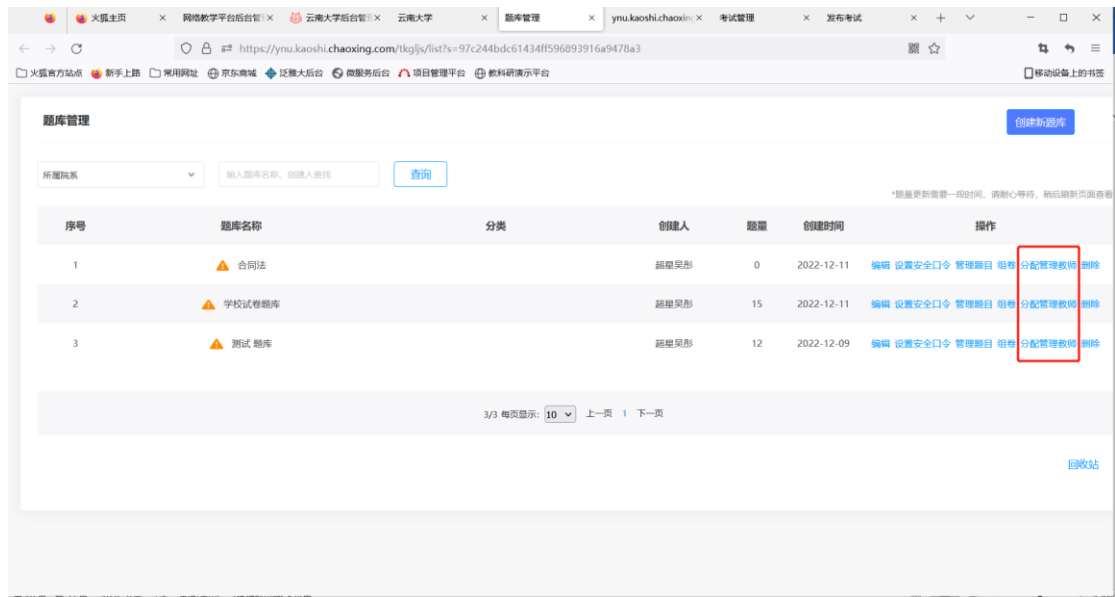 火狐主页 网络教学平台后台管 云南大学后台管 云南大学 题库管理 ynu.kaoshi.chaoxin 考试管理 发布考试
https://ynu.kaoshi.chaoxing.com/tkgljs/list?s=97c244bdc61434ff596893916a9478a3
火狐官方站点 新手上路 常用网址 京东商城 泛雅大后台 微服务后台 项目管理平台 教科研演示平台 移动设备上的书签
题库管理 创建新题库
所属院系 输入题库名称、创建人查找 查询
*题量更新需要一段时间，请耐心等待，稍后刷新页面查看
序号 题库名称 分类 创建人 题量 创建时间 操作
1 合同法 超星吴彤 0 2022-12-11 编辑 设置安全口令 管理题目 组卷 分配管理教师 删除
2 学校试卷题库 超星吴彤 15 2022-12-11 编辑 设置安全口令 管理题目 组卷 分配管理教师 删除
3 测试 题库 超星吴彤 12 2022-12-09 编辑 设置安全口令 管理题目 组卷 分配管理教师 删除
3/3 每页显示: 10 上一页 1 下一页
回收站